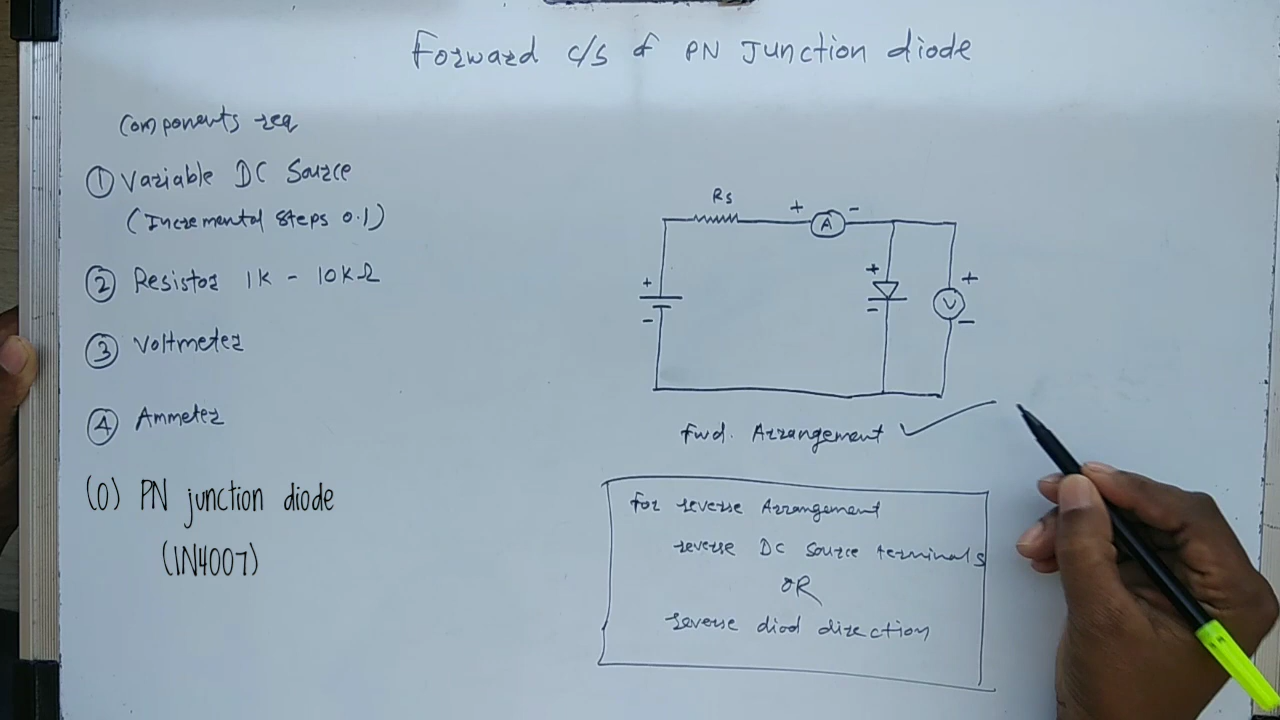 Forward c/s of PN Junction diode
Components req
① Variable DC Source
(Incremental steps 0.1)
② Resistor 1k - 10kΩ
③ Voltmeter
④ Ammeter
(0) PN junction diode
(1N4007)
Rs
+ A -
+ -
+ -
V + -
fwd. Arrangement ✓
For reverse Arrangement
reverse DC source terminals
OR
reverse diod direction